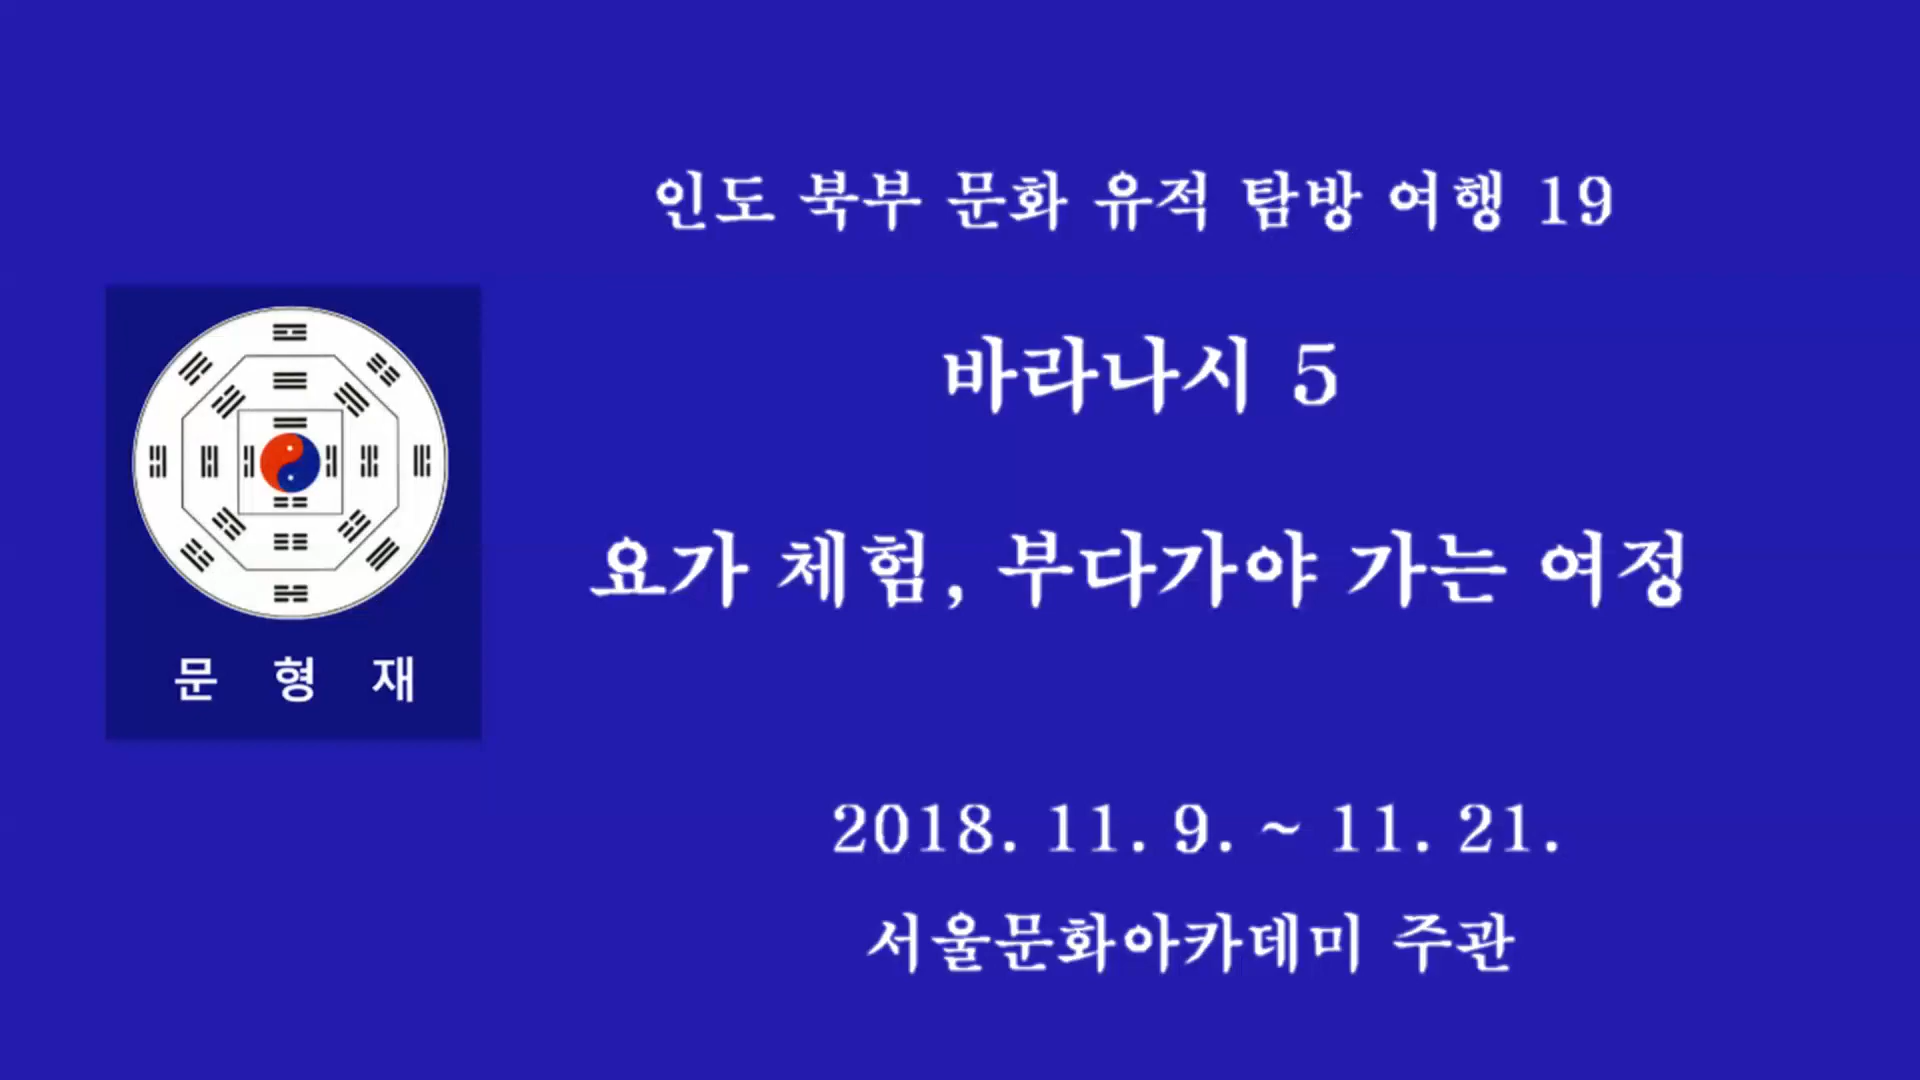 인도 북부 문화 유적 탐방 여행 19
바라나시 5
요가 체험, 부다가야 가는 여정
문 형 재
2018. 11. 9. ~ 11. 21.
서울문화아카데미 주관